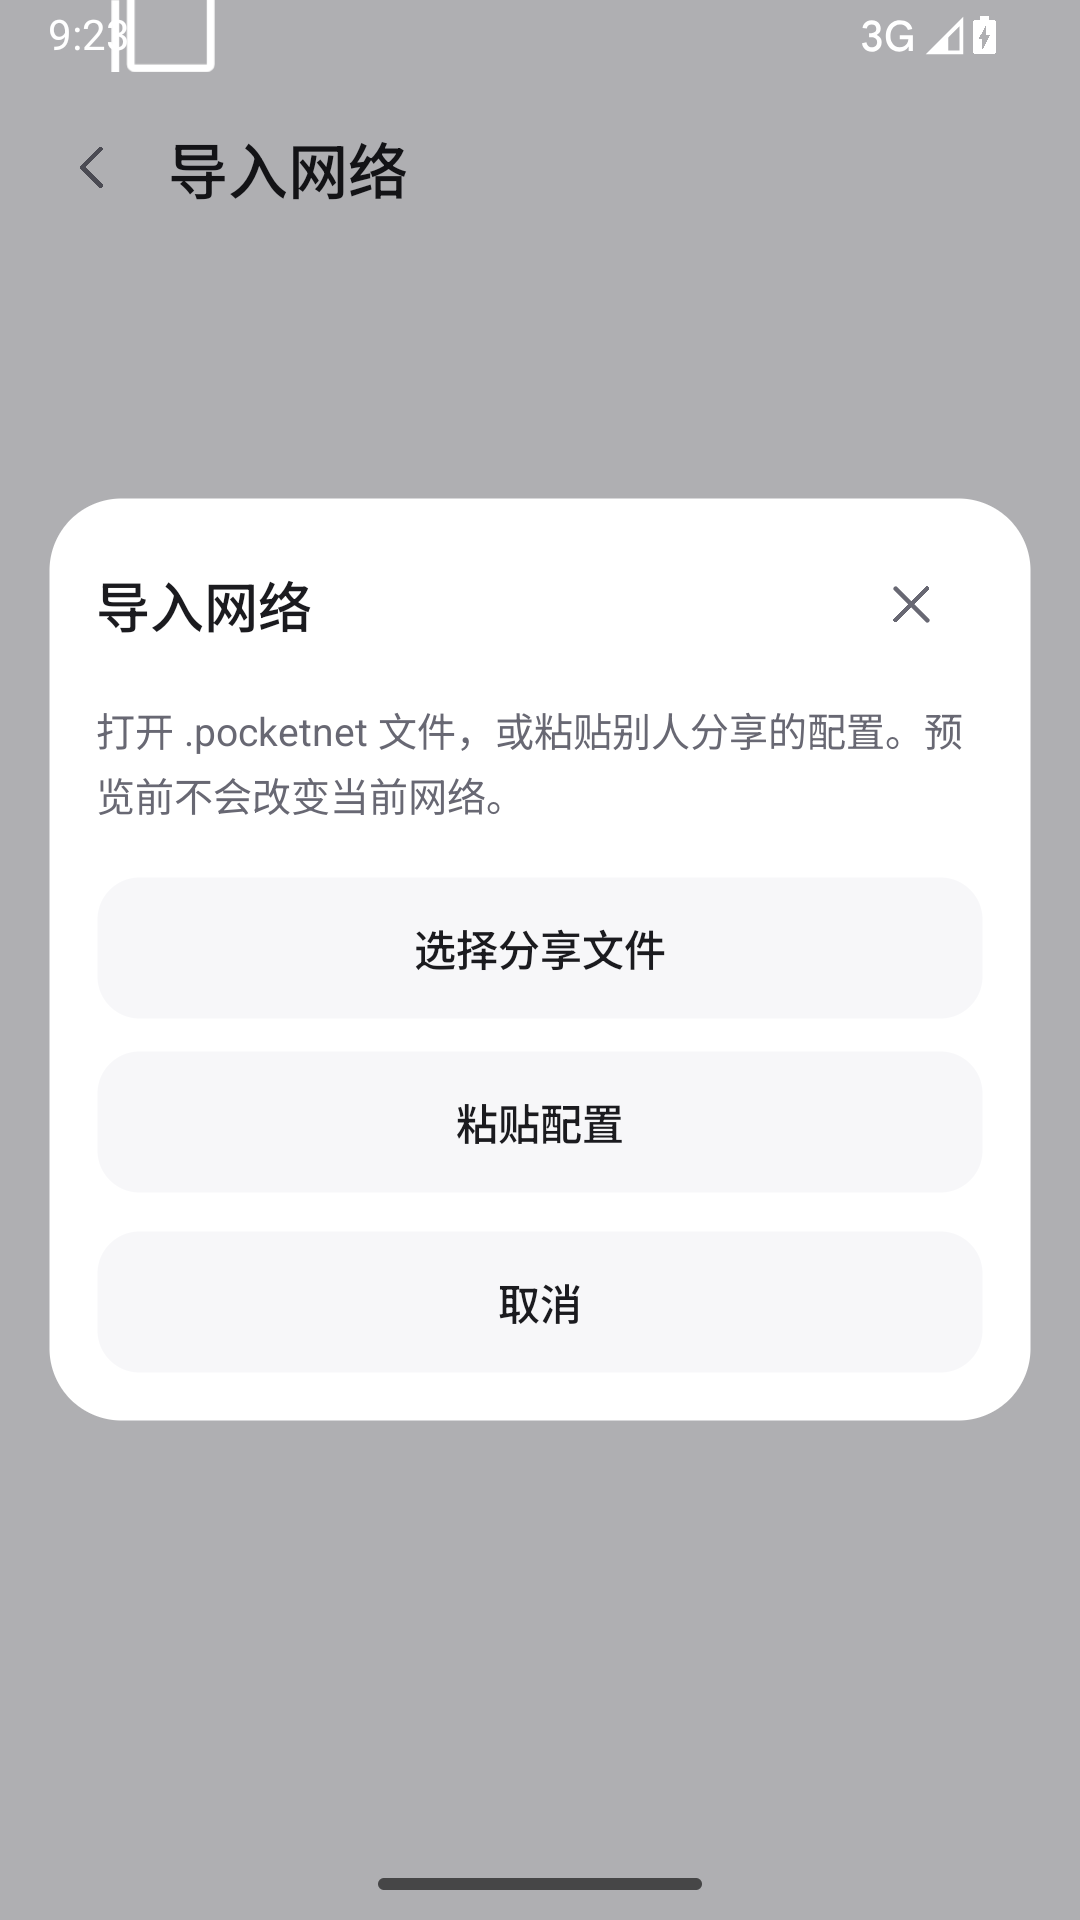 9:23
3G
导入网络
导入网络
打开 .pocketnet 文件，或粘贴别人分享的配置。预
览前不会改变当前网络。
选择分享文件
粘贴配置
取消